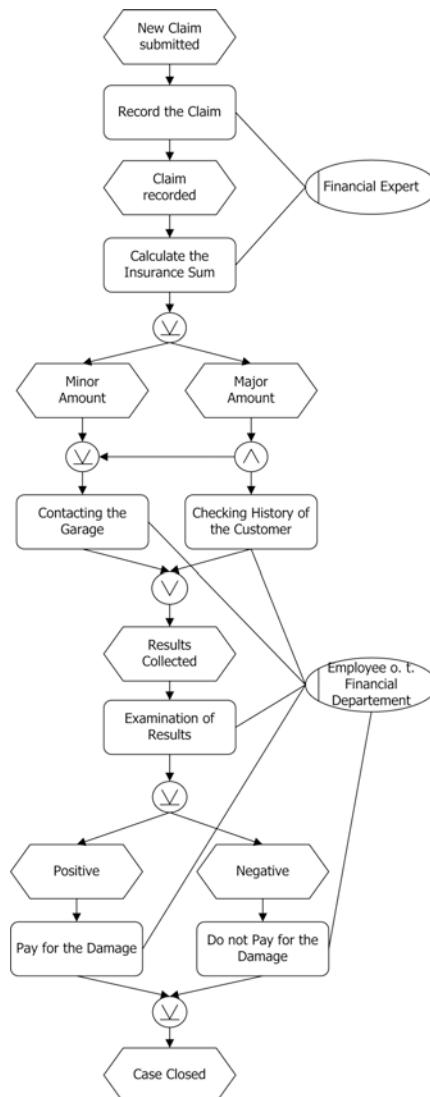 New Claim
submitted
Record the Claim
Claim
recorded
Financial Expert
Calculate the
Insurance Sum
Minor
Amount
Major
Amount
Contacting the
Garage
Checking History of
the Customer
Results
Collected
Employee o. t.
Financial
Departement
Examination of
Results
Positive
Negative
Pay for the Damage
Do not Pay for the
Damage
Case Closed